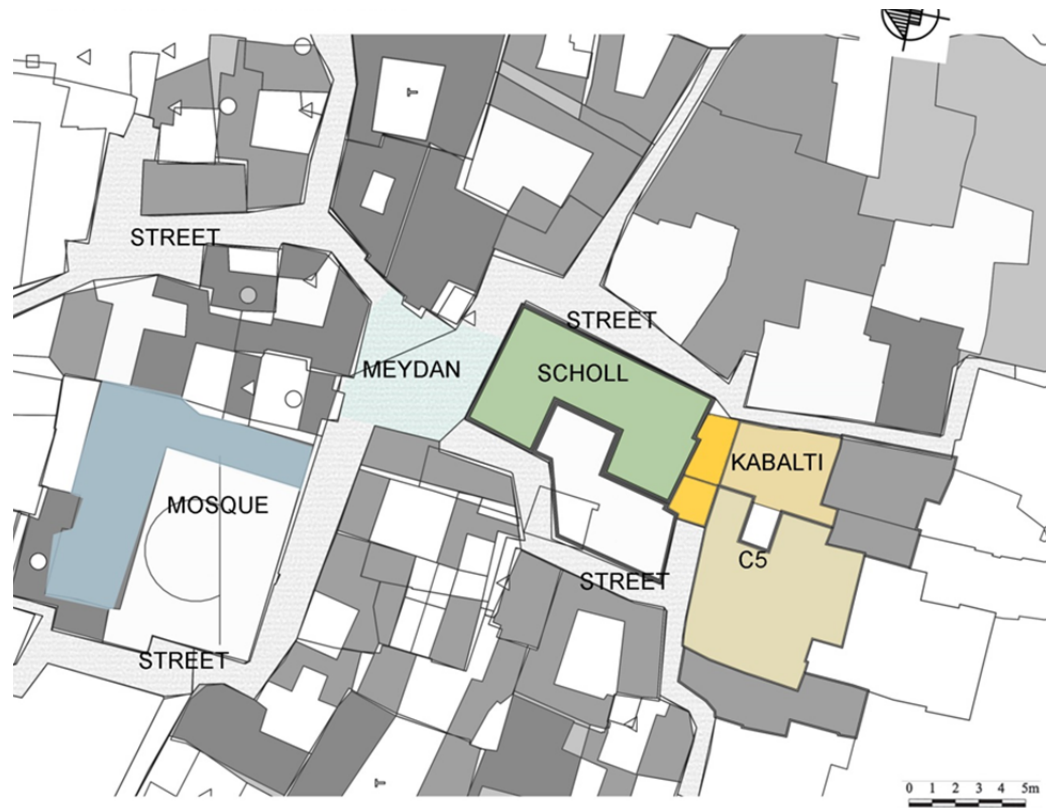 STREET
STREET
MEYDAN
SCHOLL
KABALTI
MOSQUE
C5
STREET
STREET
0 1 2 3 4 5m